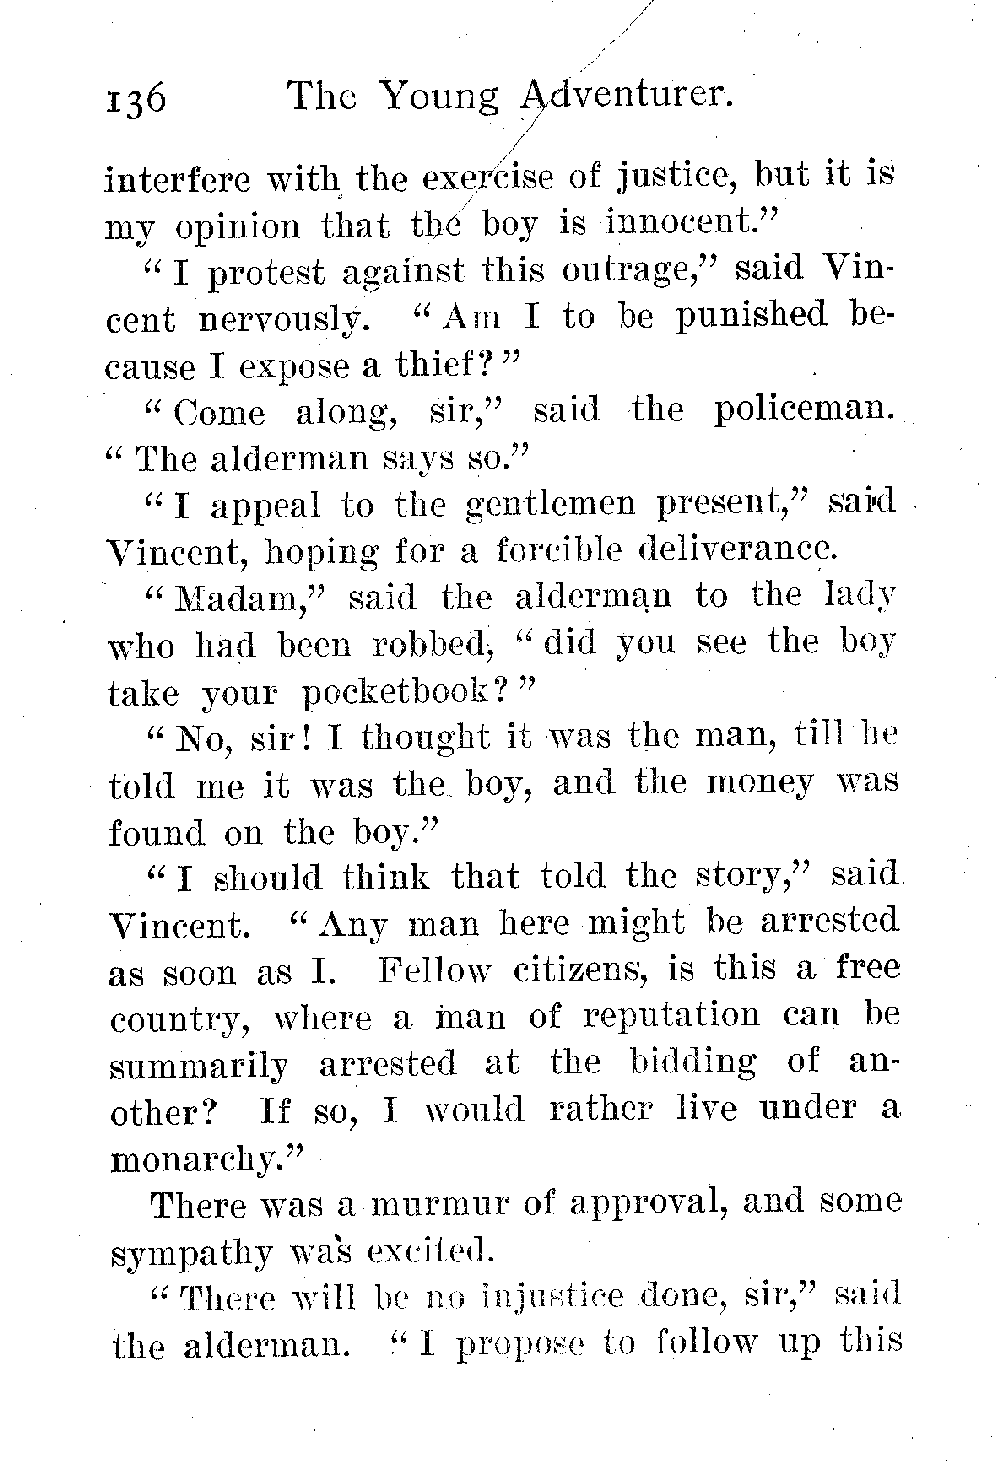 136 The Young Adventurer.
interfere with the exercise of justice, but it is
my opinion that the boy is innocent.”
“ I protest against this outrage,” said Vin-
cent nervously. “ Am I to be punished be-
cause I expose a thief? ”
“ Come along, sir,” said the policeman.
“ The alderman says so.”
“ I appeal to the gentlemen present,” said
Vincent, hoping for a forcible deliverance.
“ Madam,” said the alderman to the lady
who had been robbed, “ did you see the boy
take your pocketbook? ”
“ No, sir! I thought it was the man, till he
told me it was the boy, and the money was
found on the boy.”
“ I should think that told the story,” said
Vincent. “ Any man here might be arrested
as soon as I. Fellow citizens, is this a free
country, where a man of reputation can be
summarily arrested at the bidding of an-
other? If so, I would rather live under a
monarchy.”
There was a murmur of approval, and some
sympathy was excited.
“ There will be no injustice done, sir,” said
the alderman. “ I propose to follow up this